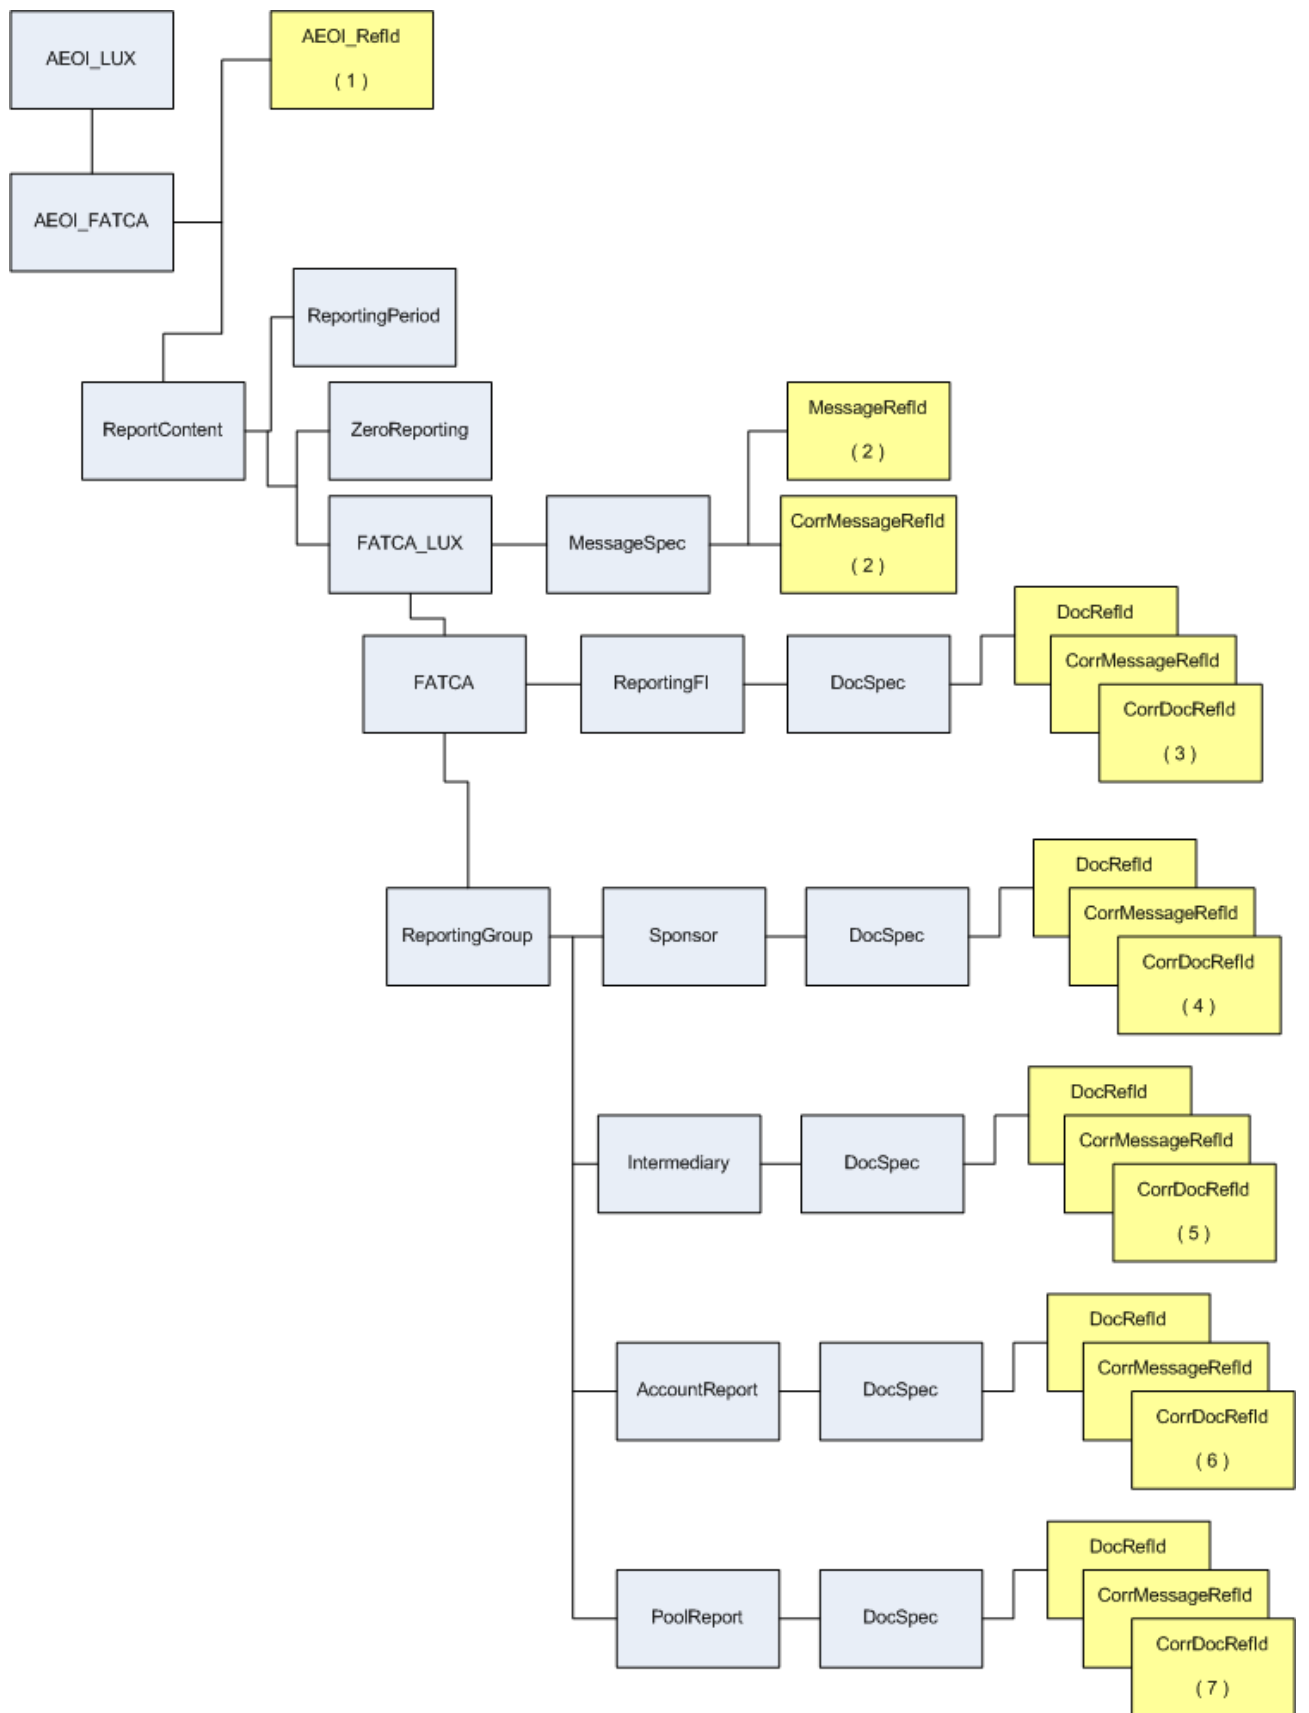 AEOI_LUX
AEOI_RefId
( 1 )
AEOI_FATCA
ReportingPeriod
ReportContent
ZeroReporting
MessageRefId
( 2 )
FATCA_LUX
MessageSpec
CorrMessageRefId
( 2 )
FATCA
ReportingFI
DocSpec
DocRefId
CorrMessageRefId
CorrDocRefId
( 3 )
ReportingGroup
Sponsor
DocSpec
DocRefId
CorrMessageRefId
CorrDocRefId
( 4 )
Intermediary
DocSpec
DocRefId
CorrMessageRefId
CorrDocRefId
( 5 )
AccountReport
DocSpec
DocRefId
CorrMessageRefId
CorrDocRefId
( 6 )
PoolReport
DocSpec
DocRefId
CorrMessageRefId
CorrDocRefId
( 7 )